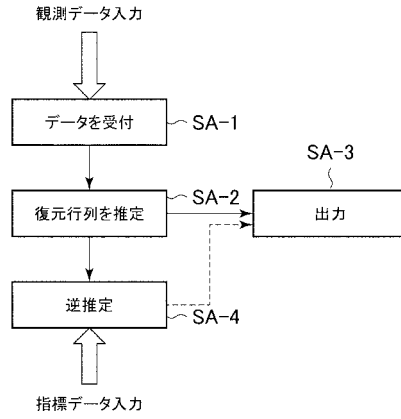 観測データ入力
データを受付
SA-1
SA-3
復元行列を推定
SA-2
出力
逆推定
SA-4
指標データ入力